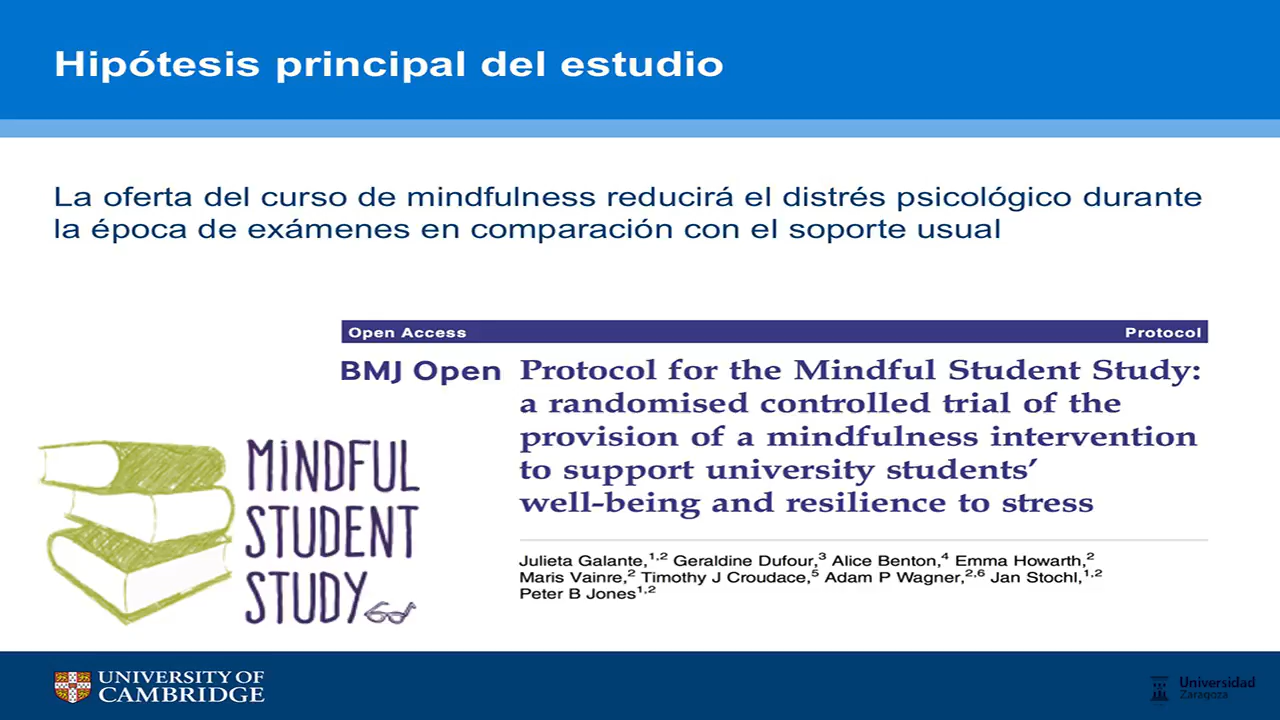 Hipótesis principal del estudio
La oferta del curso de mindfulness reducirá el distrés psicológico durante
la época de exámenes en comparación con el soporte usual
Open Access Protocol
BMJ Open Protocol for the Mindful Student Study:
a randomised controlled trial of the
provision of a mindfulness intervention
to support university students’
well-being and resilience to stress
Julieta Galante,1,2 Geraldine Dufour,3 Alice Benton,4 Emma Howarth,2
Maris Vainre,2 Timothy J Croudace,5 Adam P Wagner,2,6 Jan Stochl,1,2
Peter B Jones1,2
MiNDFUL
STUDENT
STUDY
UNIVERSITY OF
CAMBRIDGE
Universidad
Zaragoza